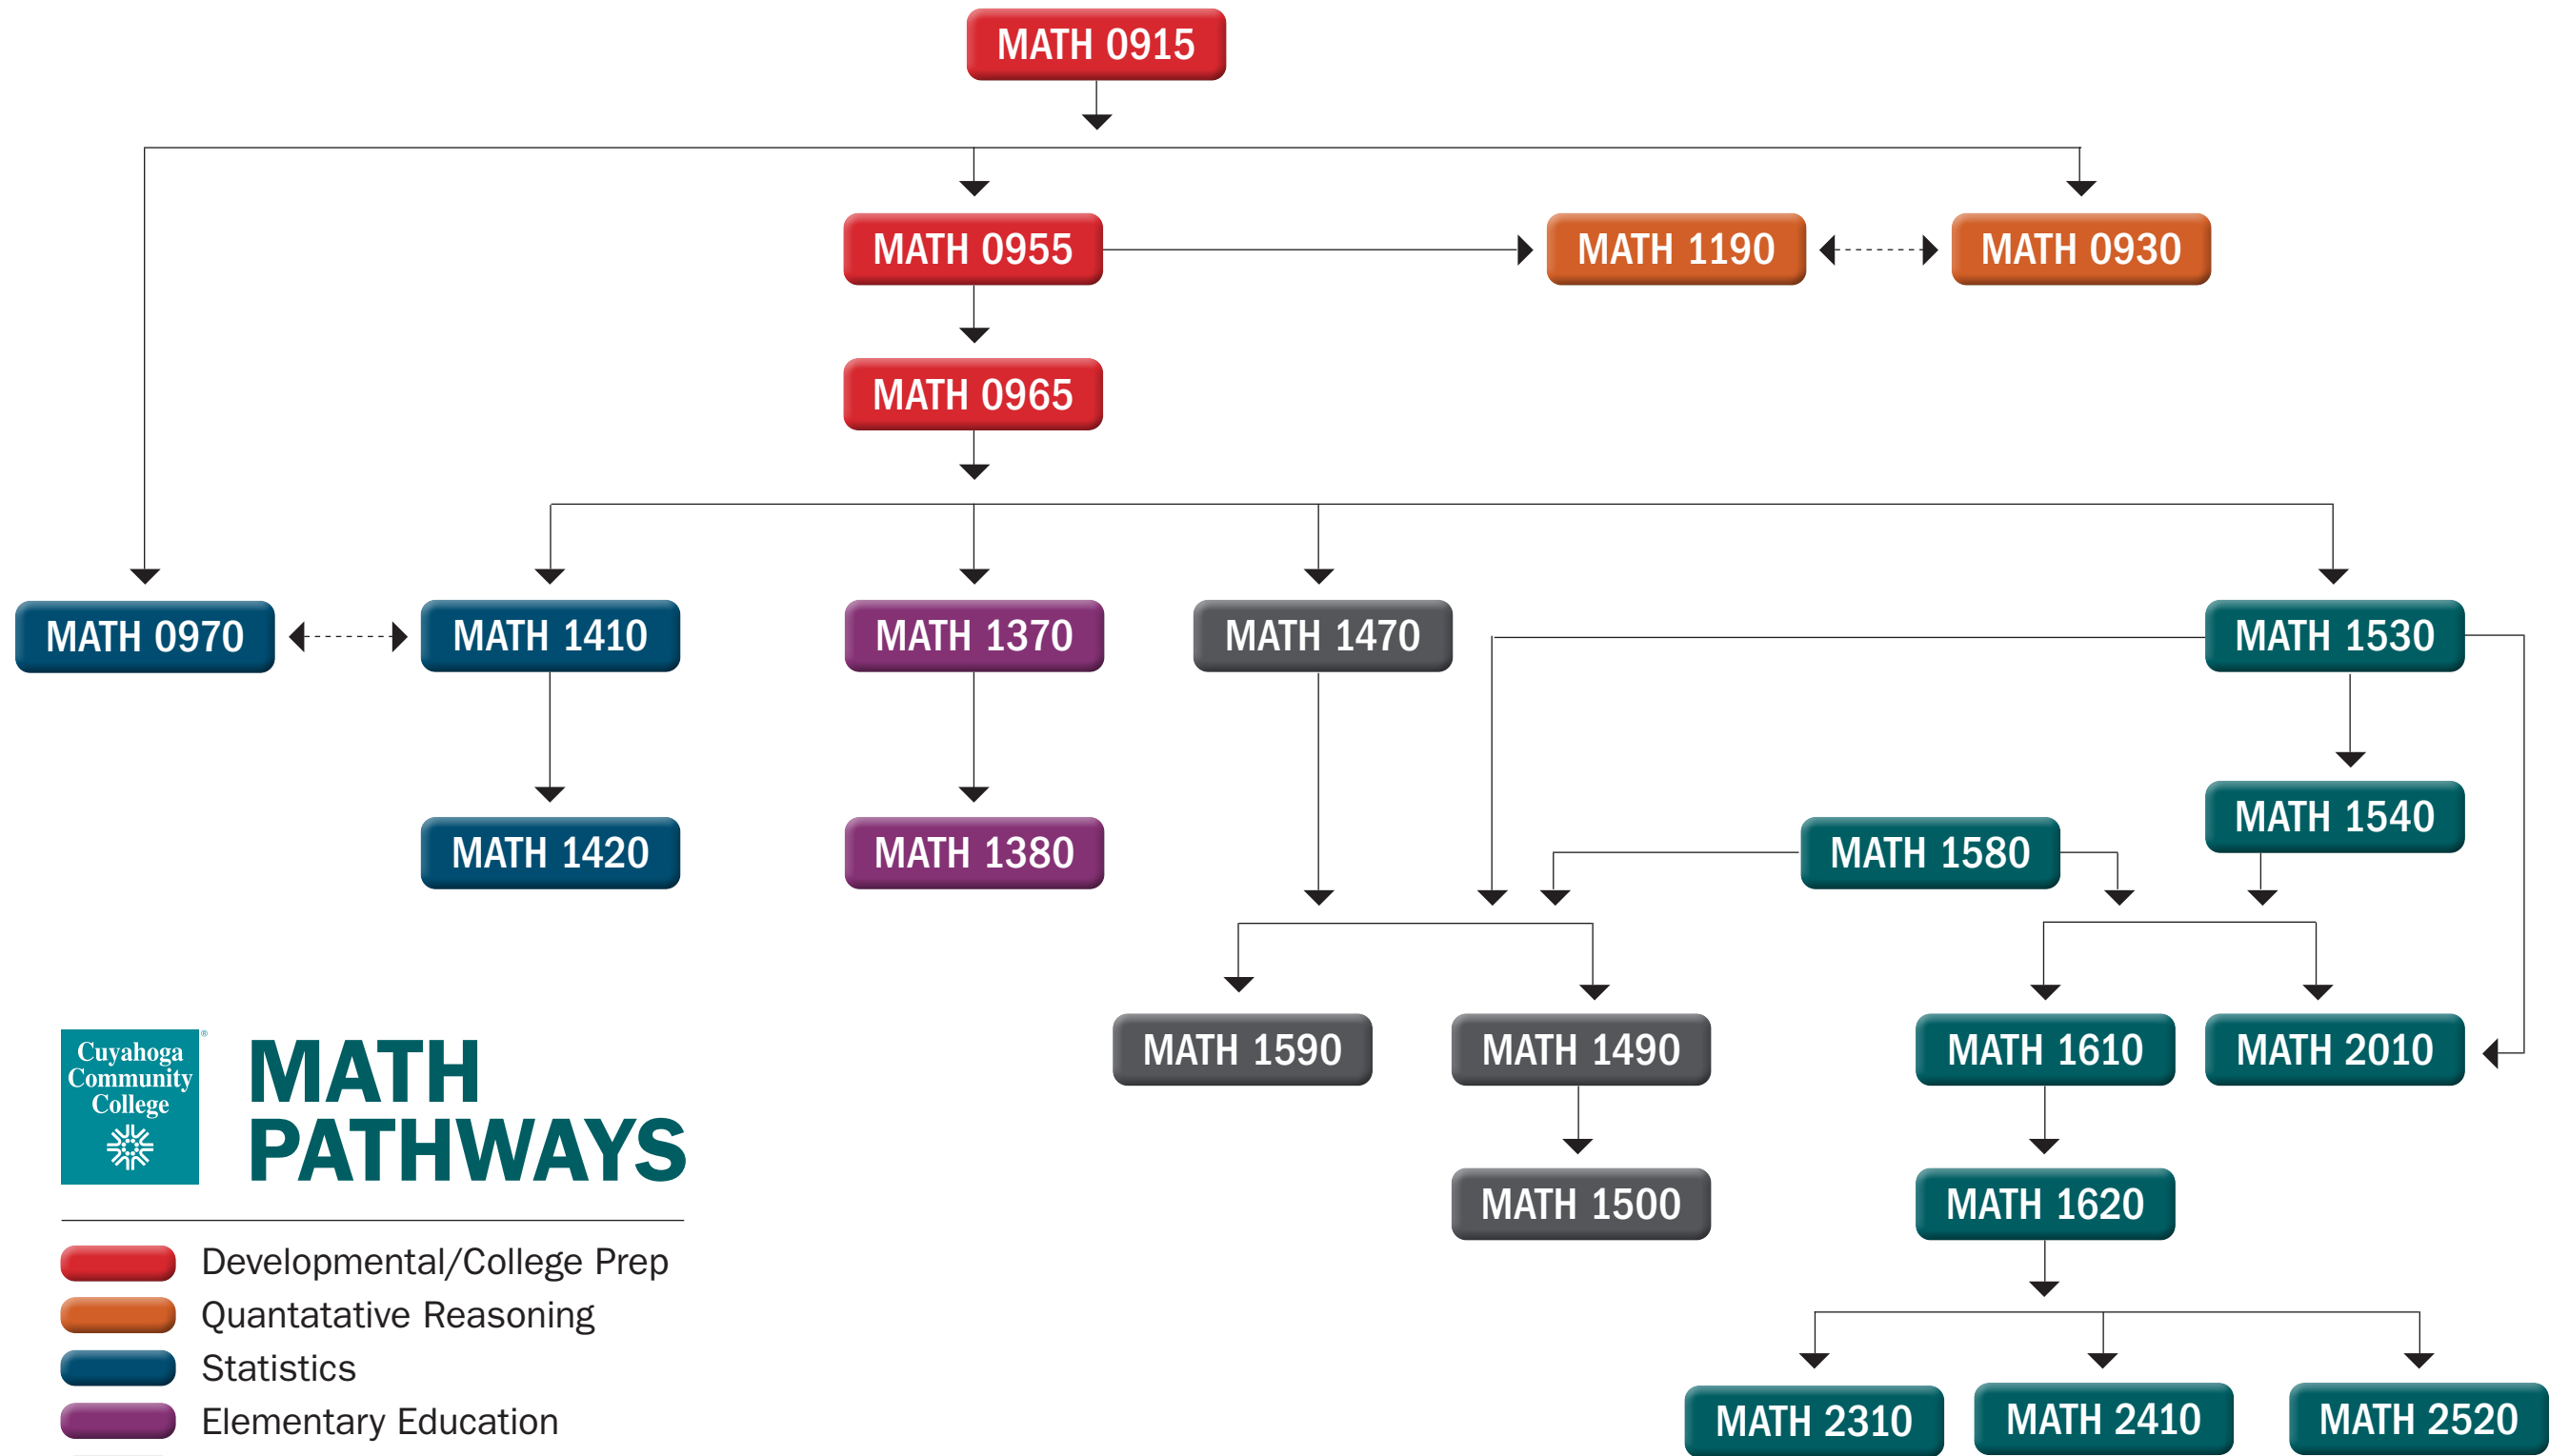 MATH 0915
MATH 0955
MATH 1190
MATH 0930
MATH 0965
MATH 0970
MATH 1410
MATH 1370
MATH 1470
MATH 1530
MATH 1540
MATH 1420
MATH 1380
MATH 1580
MATH 1590
MATH 1490
MATH 1610
MATH 2010
MATH 1500
MATH 1620
MATH 2310
MATH 2410
MATH 2520
Cuyahoga
Community
College
®
MATH
PATHWAYS
Developmental/College Prep
Quantatative Reasoning
Statistics
Elementary Education